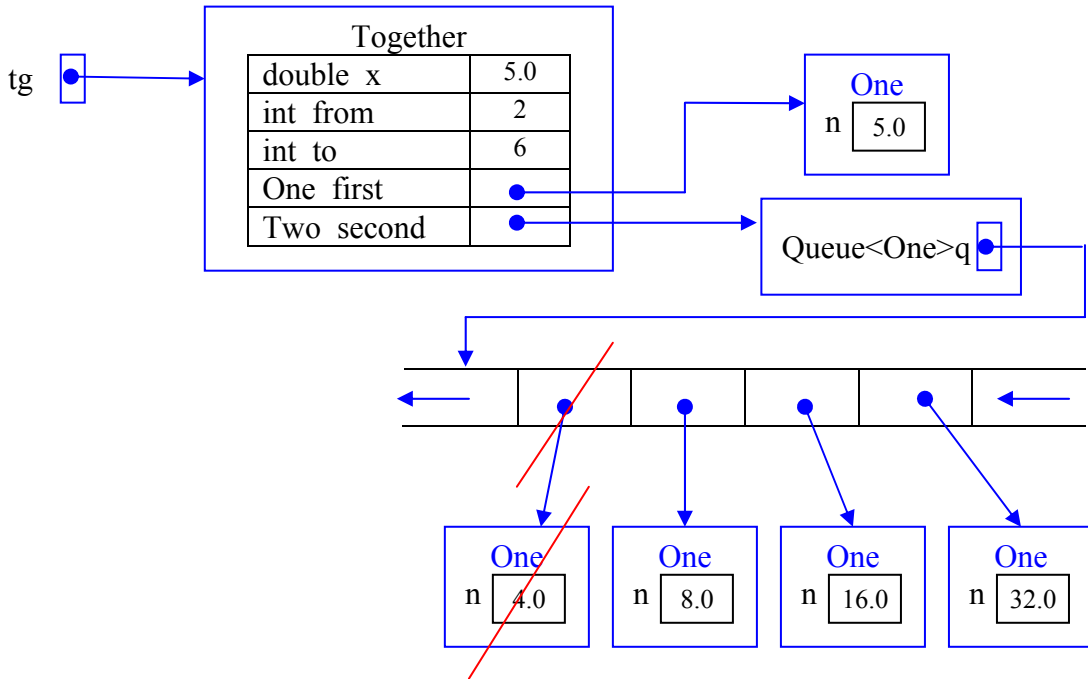 Together
tg
double x 5.0
int from 2
int to 6
One first
Two second
One
n 5.0
Queue<One>q
One
n 4.0
One
n 8.0
One
n 16.0
One
n 32.0